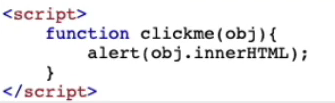 <script>
function clickme(obj){
alert(obj.innerHTML);
}
</script>